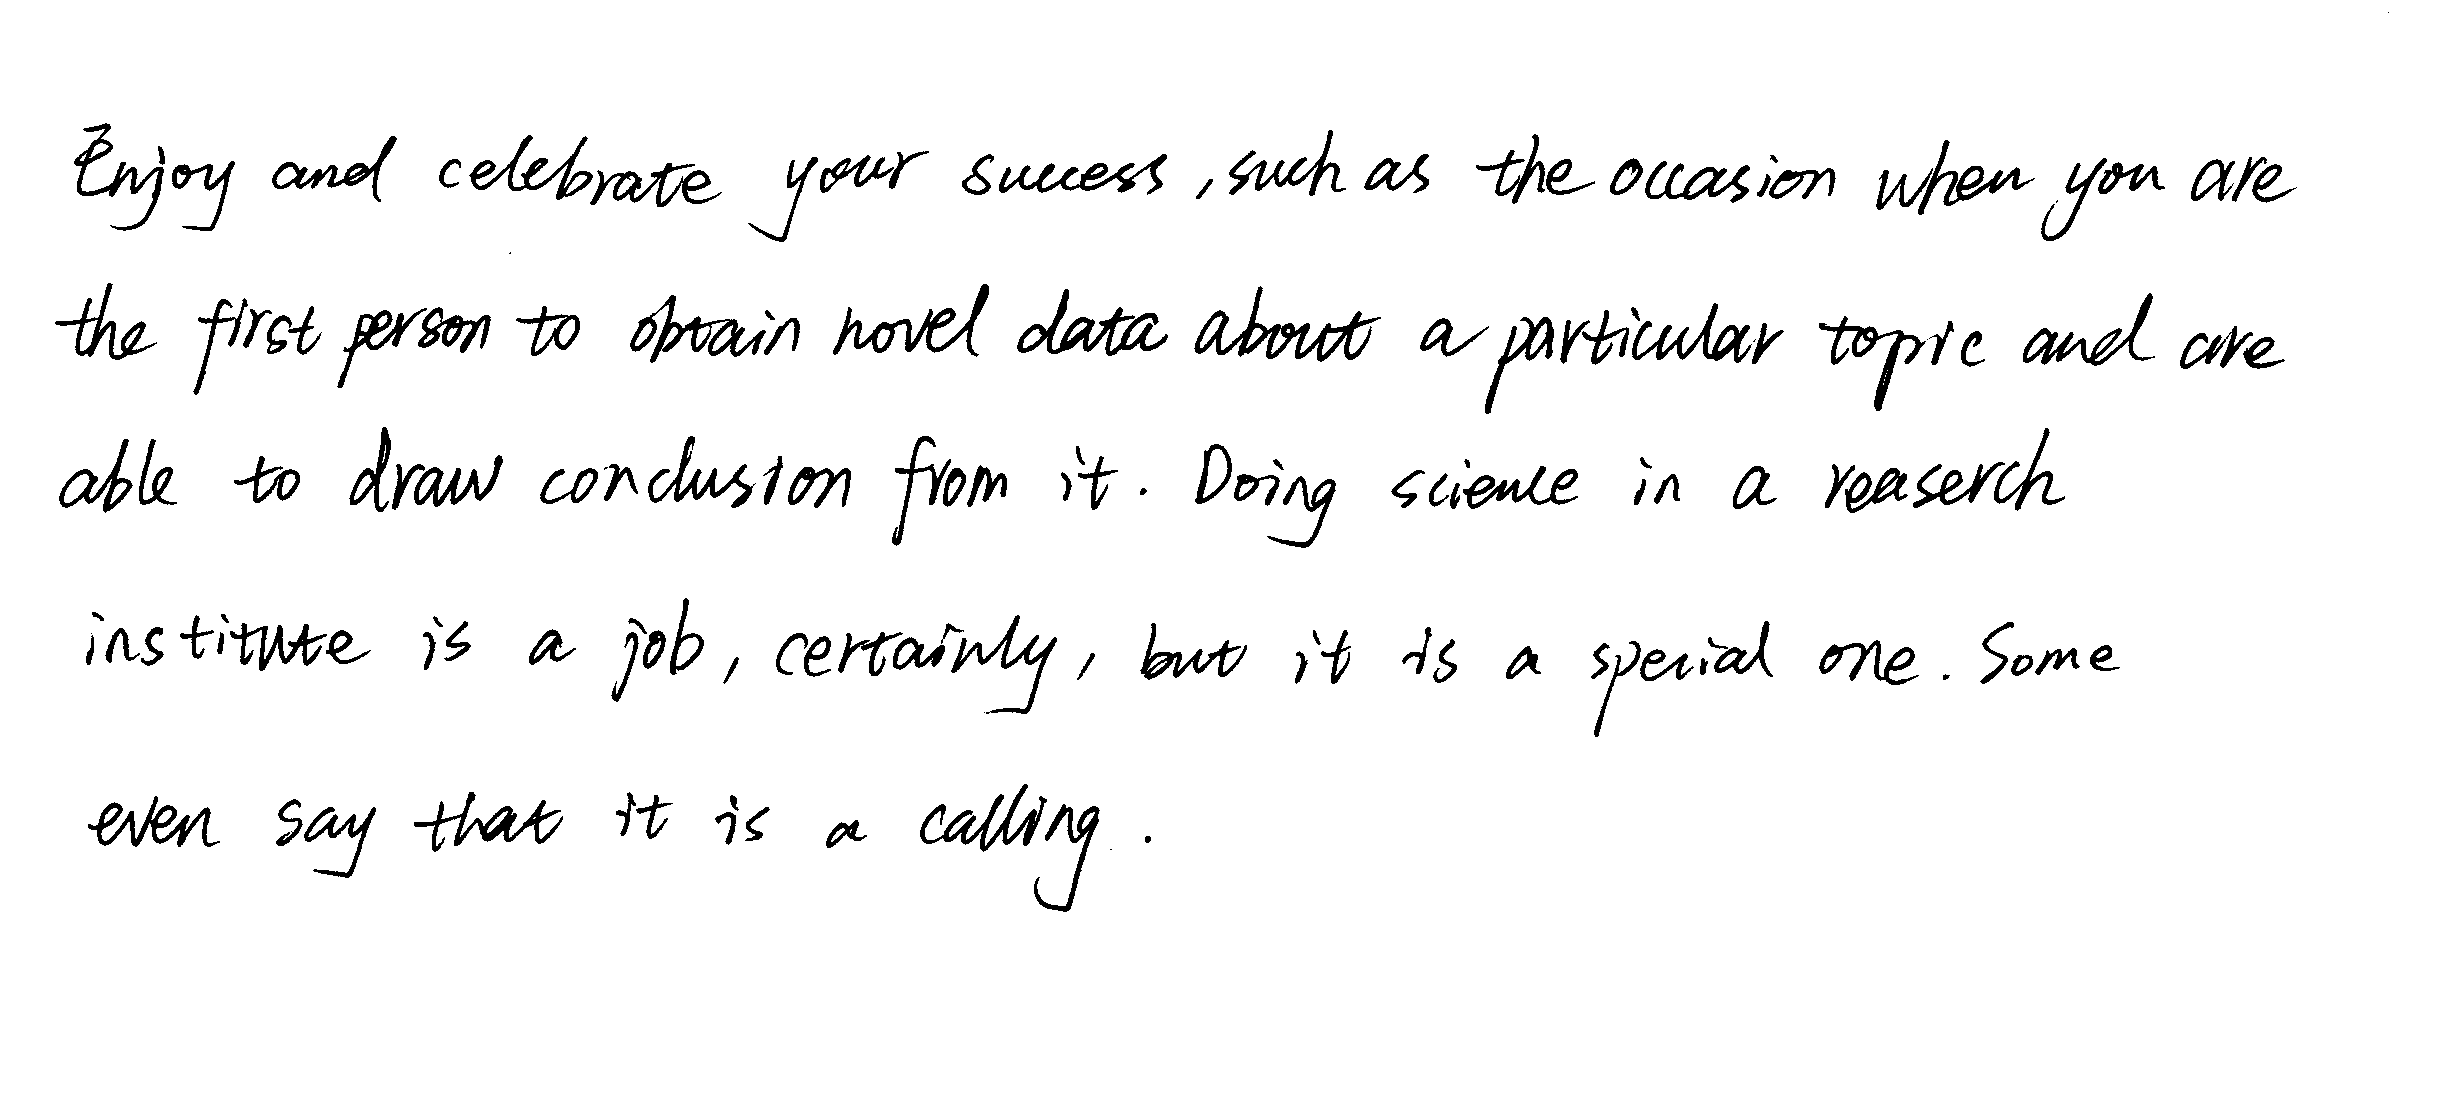 Enjoy and celebrate your success, such as the occasion when you are
the first person to obtain novel data about a particular topic and are
able to draw conclusion from it. Doing science in a reaserch
institute is a job, certainly, but it is a special one. Some
even say that it is a calling.